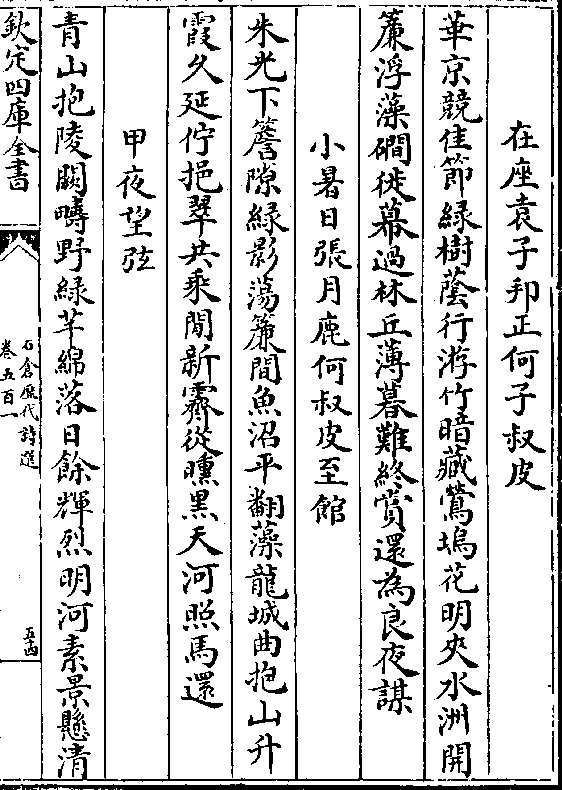 在座袁子邦正何子叔皮
華京競佳節緑樹蔭行游竹暗藏鶯塢花明夾水洲開
簾浮藻磵徙幕過林丘薄暮難終賞還為良夜謀
小暑日張月鹿何叔皮至館
朱光下簷隙緑影蕩簾間魚沼平翻藻龍城曲抱山升
霞久延佇挹翠共乘閒新霽從曛黑天河照馬還
甲夜望弦
青山抱陵闕疇野緑芊綿落日餘輝烈明河素景懸清
欽定四庫全書
石倉歴代詩選
卷五百一
五十四